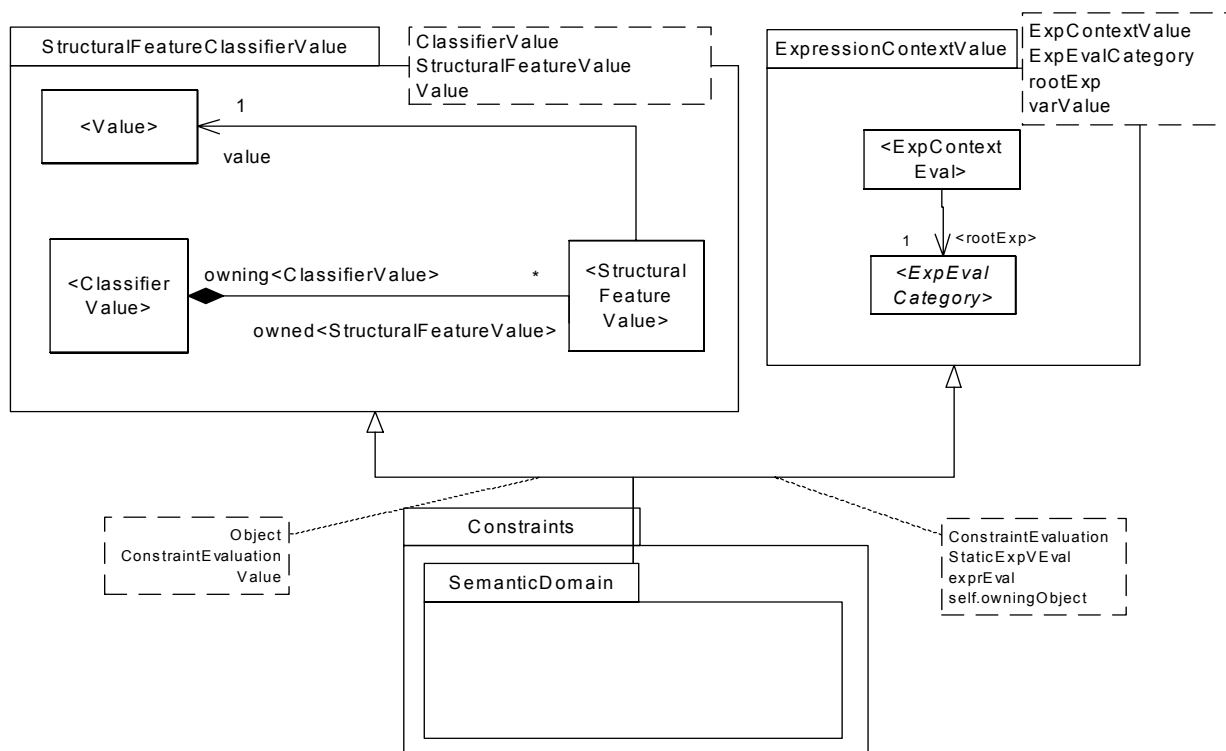 StructuralFeatureClassifierValue
ClassifierValue
StructuralFeatureValue
Value
<Value>
1
value
<Classifier
Value>
owning<ClassifierValue>
*
owned<StructuralFeatureValue>
<Structural
Feature
Value>
ExpressionContextValue
ExpContextValue
ExpEvalCategory
rootExp
varValue
<ExpContext
Eval>
1
<rootExp>
<ExpEval
Category>
Object
ConstraintEvaluation
Value
Constraints
SemanticDomain
ConstraintEvaluation
StaticExpVEval
exprEval
self.owningObject